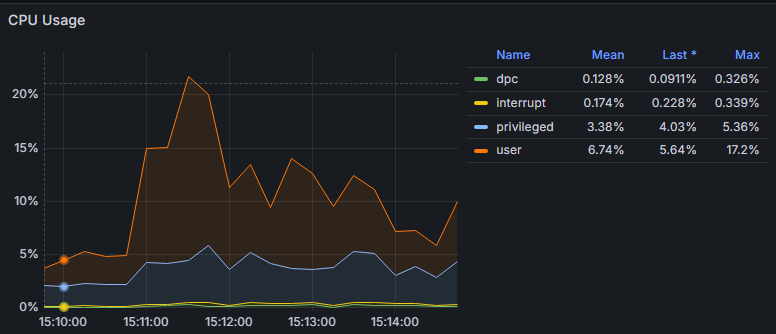 CPU Usage
Name Mean Last * Max
dpc 0.128% 0.0911% 0.326%
interrupt 0.174% 0.228% 0.339%
privileged 3.38% 4.03% 5.36%
user 6.74% 5.64% 17.2%
20%
15%
10%
5%
0%
15:10:00 15:11:00 15:12:00 15:13:00 15:14:00